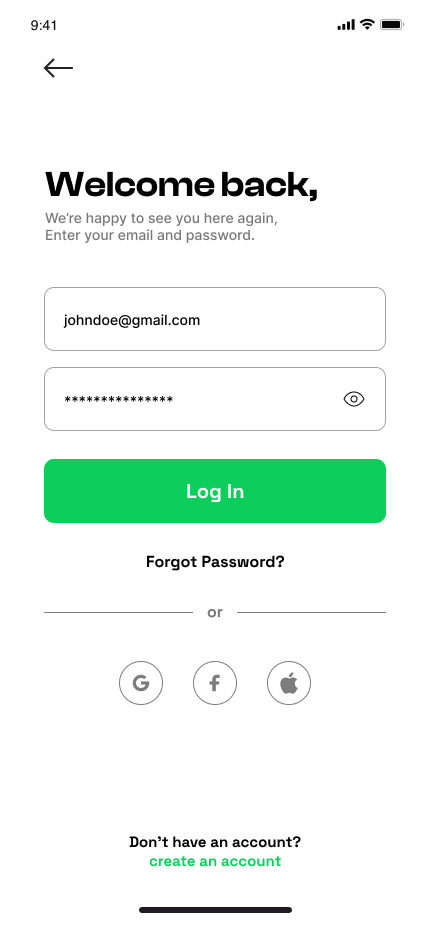 9:41
Welcome back,
We're happy to see you here again,
Enter your email and password.
johndoe@gmail.com
***************
Log In
Forgot Password?
or
G f
Don't have an account?
create an account